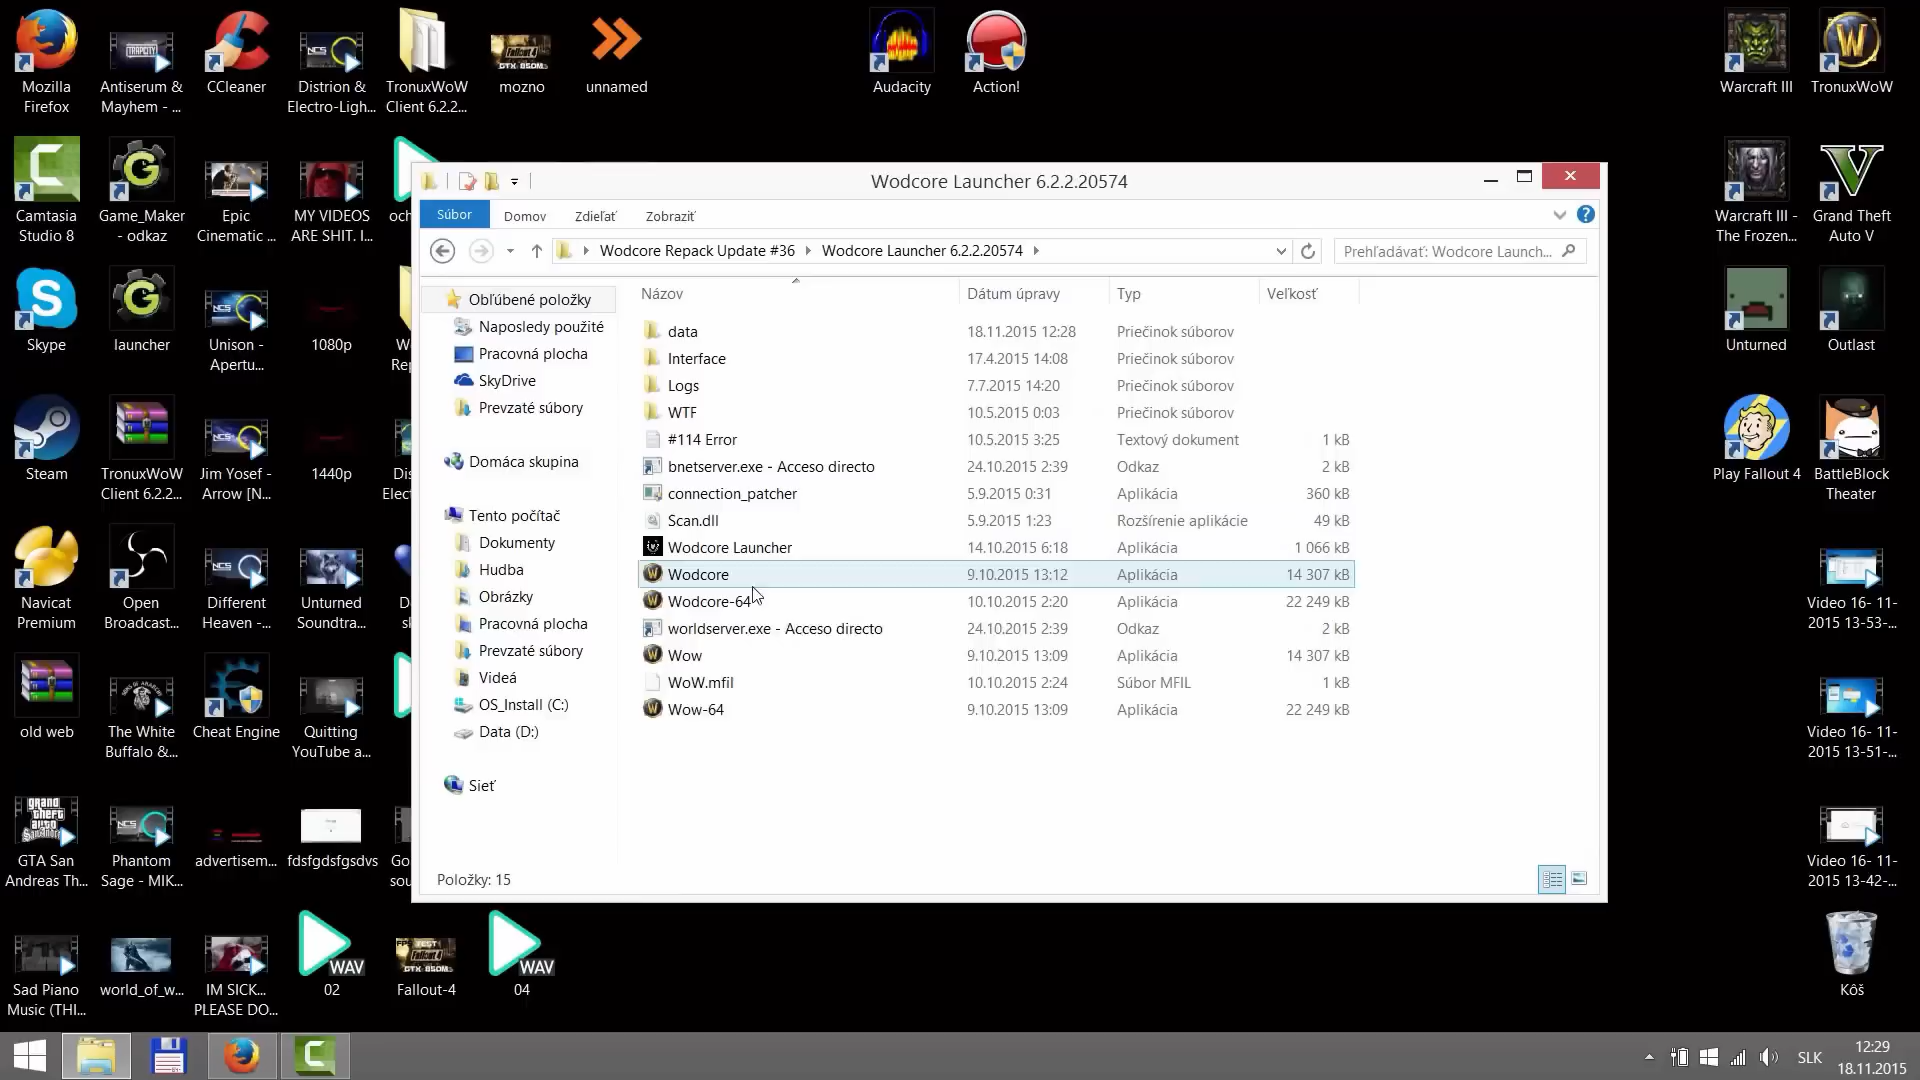 Mozilla
Firefox
Antiserum &
Mayhem - ...
CCleaner
Distrion &
Electro-Ligh...
TronuxWoW
Client 6.2.2...
mozno
unnamed
Audacity
Action!
Warcraft III
TronuxWoW
Camtasia
Studio 8
Game_Maker
- odkaz
Epic
Cinematic ...
MY VIDEOS
ARE SHIT. I...
och
Warcraft III -
The Frozen...
Grand Theft
Auto V
Skype
launcher
Unison -
Apertu...
1080p
Unturned
Outlast
Steam
TronuxWoW
Client 6.2.2...
Jim Yosef -
Arrow [N...
1440p
Play Fallout 4
BattleBlock
Theater
Navicat
Premium
Open
Broadcast...
Different
Heaven -...
Unturned
Soundtra...
Video 16- 11-
2015 13-53-...
old web
The White
Buffalo &...
Cheat Engine
Quitting
YouTube a...
Video 16- 11-
2015 13-51-...
GTA San
Andreas Th...
Phantom
Sage - MIK...
advertisem...
fdsfgdsfgsdvs
Video 16- 11-
2015 13-42-...
Sad Piano
Music (THI...
world_of_w...
IM SICK...
PLEASE DO...
WAV
02
Fallout-4
WAV
04
Kôš
Wodcore Launcher 6.2.2.20574
Súbor
Domov
Zdieľať
Zobraziť
Wodcore Repack Update #36
Wodcore Launcher 6.2.2.20574
Prehľadávať: Wodcore Launch...
Názov
Dátum úpravy
Typ
Veľkosť
Obľúbené položky
Naposledy použité
Pracovná plocha
SkyDrive
Prevzaté súbory
Domáca skupina
Tento počítač
Dokumenty
Hudba
Obrázky
Pracovná plocha
Prevzaté súbory
Videá
OS_Install (C:)
Data (D:)
Sieť
data 18.11.2015 12:28 Priečinok súborov
Interface 17.4.2015 14:08 Priečinok súborov
Logs 7.7.2015 14:20 Priečinok súborov
WTF 10.5.2015 0:03 Priečinok súborov
#114 Error 10.5.2015 3:25 Textový dokument 1 kB
bnetserver.exe - Acceso directo 24.10.2015 2:39 Odkaz 2 kB
connection_patcher 5.9.2015 0:31 Aplikácia 360 kB
Scan.dll 5.9.2015 1:23 Rozšírenie aplikácie 49 kB
Wodcore Launcher 14.10.2015 6:18 Aplikácia 1 066 kB
Wodcore 9.10.2015 13:12 Aplikácia 14 307 kB
Wodcore-64 10.10.2015 2:20 Aplikácia 22 249 kB
worldserver.exe - Acceso directo 24.10.2015 2:39 Odkaz 2 kB
Wow 9.10.2015 13:09 Aplikácia 14 307 kB
WoW.mfil 10.10.2015 2:24 Súbor MFIL 1 kB
Wow-64 9.10.2015 13:09 Aplikácia 22 249 kB
Položky: 15
SLK
12:29
18.11.2015